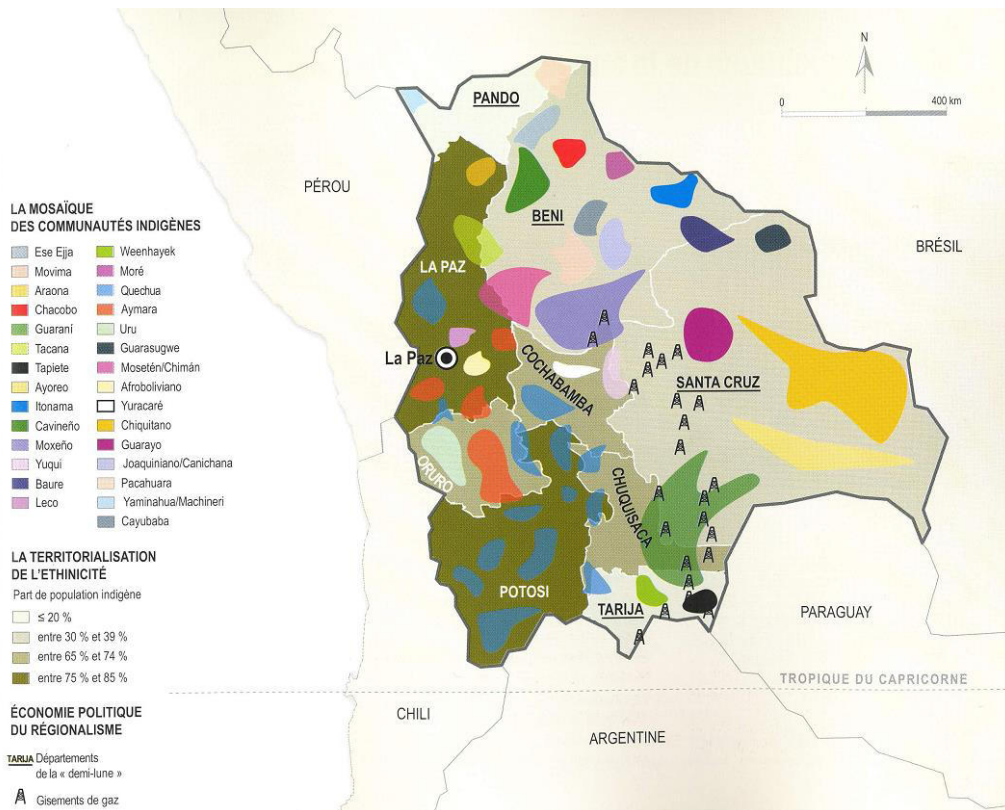 N
0
400 km
PANDO
PÉROU
BENI
BRÉSIL
LA PAZ
La Paz
COCHABAMBA
SANTA CRUZ
ORURO
CHUQUISACA
POTOSI
TARIJA
PARAGUAY
TROPIQUE DU CAPRICORNE
CHILI
ARGENTINE
LA MOSAÏQUE
DES COMMUNAUTÉS INDIGÈNES
Ese Ejja
Movima
Araona
Chacobo
Guaraní
Tacana
Tapiete
Ayoreo
Itonama
Cavineño
Moxeño
Yuqui
Baure
Leco
Weenhayek
Moré
Quechua
Aymara
Uru
Guarasugwe
Mosetén/Chimán
Afroboliviano
Yuracaré
Chiquitano
Guarayo
Joaquiniano/Canichana
Pacahuara
Yaminahua/Machineri
Cayubaba
LA TERRITORIALISATION
DE L'ETHNICITÉ
Part de population indigène
≤ 20 %
entre 30 % et 39 %
entre 65 % et 74 %
entre 75 % et 85 %
ÉCONOMIE POLITIQUE
DU RÉGIONALISME
TARIJA Départements
de la « demi-lune »
Gisements de gaz